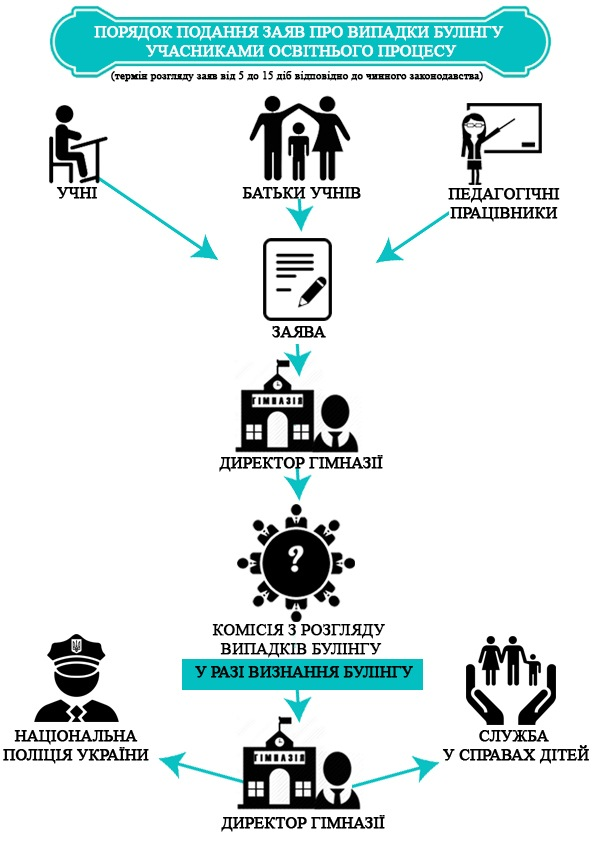 ПОРЯДОК ПОДАННЯ ЗАЯВ ПРО ВИПАДКИ БУЛІНГУ
УЧАСНИКАМИ ОСВІТНЬОГО ПРОЦЕСУ
(термін розгляду заяв від 5 до 15 діб відповідно до чинного законодавства)
УЧНІ
БАТЬКИ УЧНІВ
ПЕДАГОГІЧНІ
ПРАЦІВНИКИ
ЗАЯВА
ГІМНАЗІЯ
ДИРЕКТОР ГІМНАЗІЇ
?
КОМІСІЯ З РОЗГЛЯДУ
ВИПАДКІВ БУЛІНГУ
У РАЗІ ВИЗНАННЯ БУЛІНГУ
НАЦІОНАЛЬНА
ПОЛІЦІЯ УКРАЇНИ
СЛУЖБА
У СПРАВАХ ДІТЕЙ
ГІМНАЗІЯ
ДИРЕКТОР ГІМНАЗІЇ